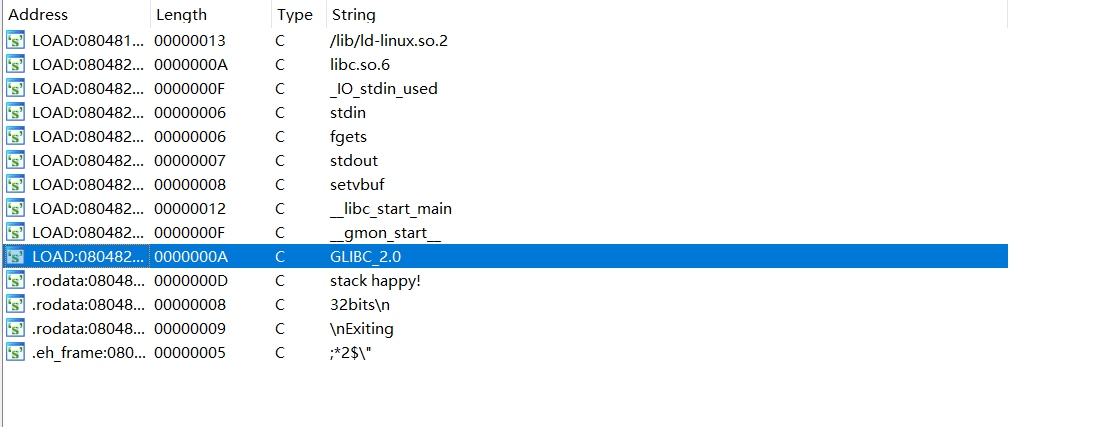 Address Length Type String
LOAD:080481... 00000013 C /lib/ld-linux.so.2
LOAD:080482... 0000000A C libc.so.6
LOAD:080482... 0000000F C _IO_stdin_used
LOAD:080482... 00000006 C stdin
LOAD:080482... 00000006 C fgets
LOAD:080482... 00000007 C stdout
LOAD:080482... 00000008 C setvbuf
LOAD:080482... 00000012 C __libc_start_main
LOAD:080482... 0000000F C __gmon_start__
LOAD:080482... 0000000A C GLIBC_2.0
.rodata:08048... 0000000D C stack happy!
.rodata:08048... 00000008 C 32bits\n
.rodata:08048... 00000009 C \nExiting
.eh_frame:080... 00000005 C ;*2$\"